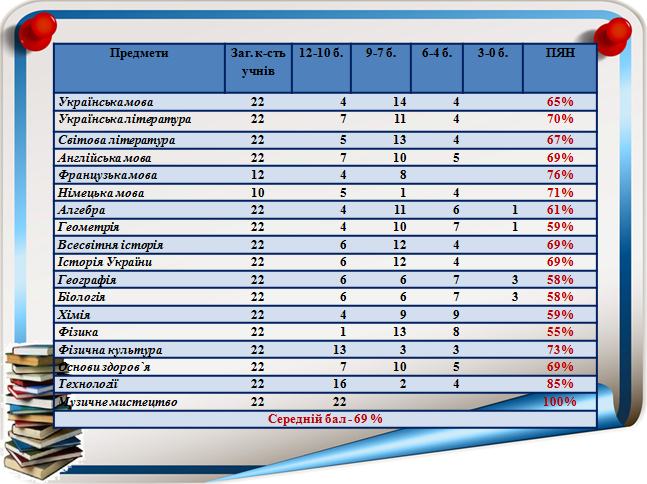 Предмети Заг. к-сть учнів 12-10 б. 9-7 б. 6-4 б. 3-0 б. ПЯН
Українська мова 22 4 14 4 65%
Українська література 22 7 11 4 70%
Світова література 22 5 13 4 67%
Англійська мова 22 7 10 5 69%
Французька мова 12 4 8 76%
Німецька мова 10 5 1 4 71%
Алгебра 22 4 11 6 1 61%
Геометрія 22 4 10 7 1 59%
Всесвітня історія 22 6 12 4 69%
Історія України 22 6 12 4 69%
Географія 22 6 6 7 3 58%
Біологія 22 6 6 7 3 58%
Хімія 22 4 9 9 59%
Фізика 22 1 13 8 55%
Фізична культура 22 13 3 3 73%
Основи здоров`я 22 7 10 5 69%
Технології 22 16 2 4 85%
Музичне мистецтво 22 22 100%
Середній бал - 69 %